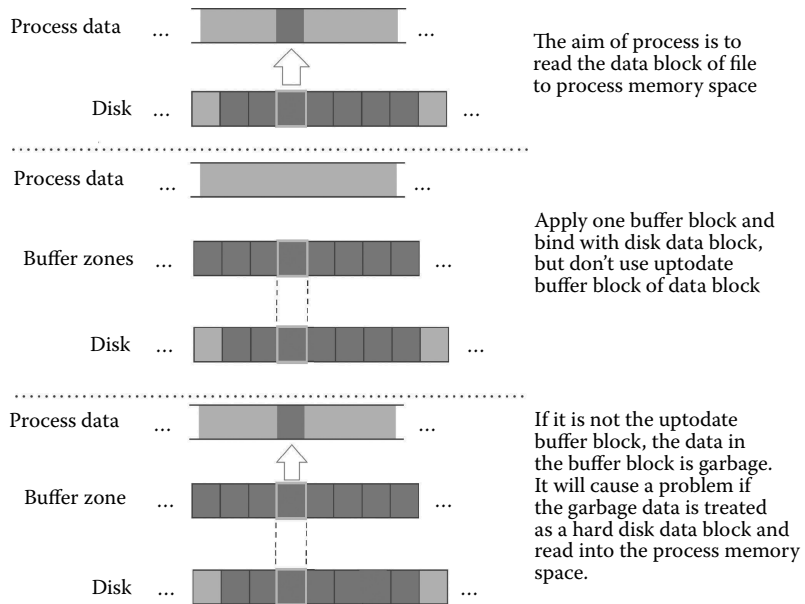 Process data ... ...
The aim of process is to
read the data block of file
to process memory space
Disk ... ...
Process data ... ...
Buffer zones ... ...
Apply one buffer block and
bind with disk data block,
but don't use uptodate
buffer block of data block
Disk ... ...
Process data ... ...
Buffer zone ... ...
Disk ... ...
If it is not the uptodate
buffer block, the data in
the buffer block is garbage.
It will cause a problem if
the garbage data is treated
as a hard disk data block and
read into the process memory
space.